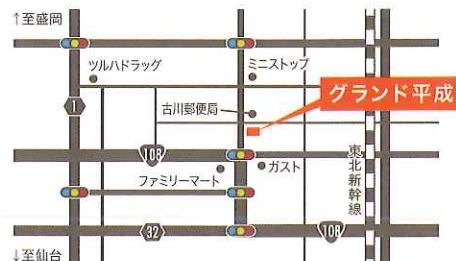 ↑至盛岡
ツルハドラッグ
ミニストップ
グランド平成
1
古川郵便局
108
ガスト
ファミリーマート
東北新幹線
32
108
↓至仙台